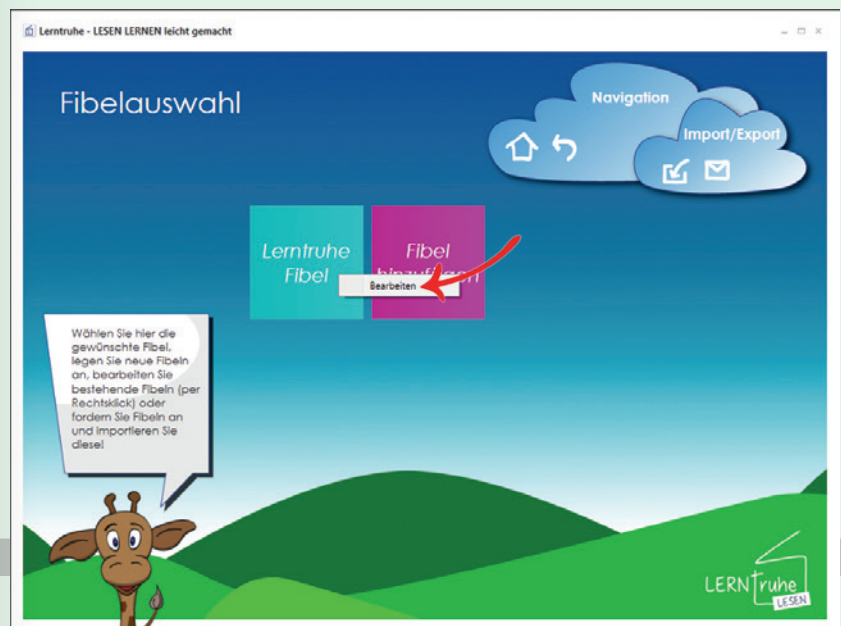 Lerntruhe - LESEN LERNEN leicht gemacht
Fibelauswahl
Navigation
Import/Export
Lerntruhe
Fibel
Fibel
hinzufügen
Bearbeiten
Wählen Sie hier die
gewünschte Fibel,
legen Sie neue Fibeln
an, bearbeiten Sie
bestehende Fibeln (per
Rechtsklick) oder
fordern Sie Fibeln an
und importieren Sie
diese!
LERNTruhe
LESEN